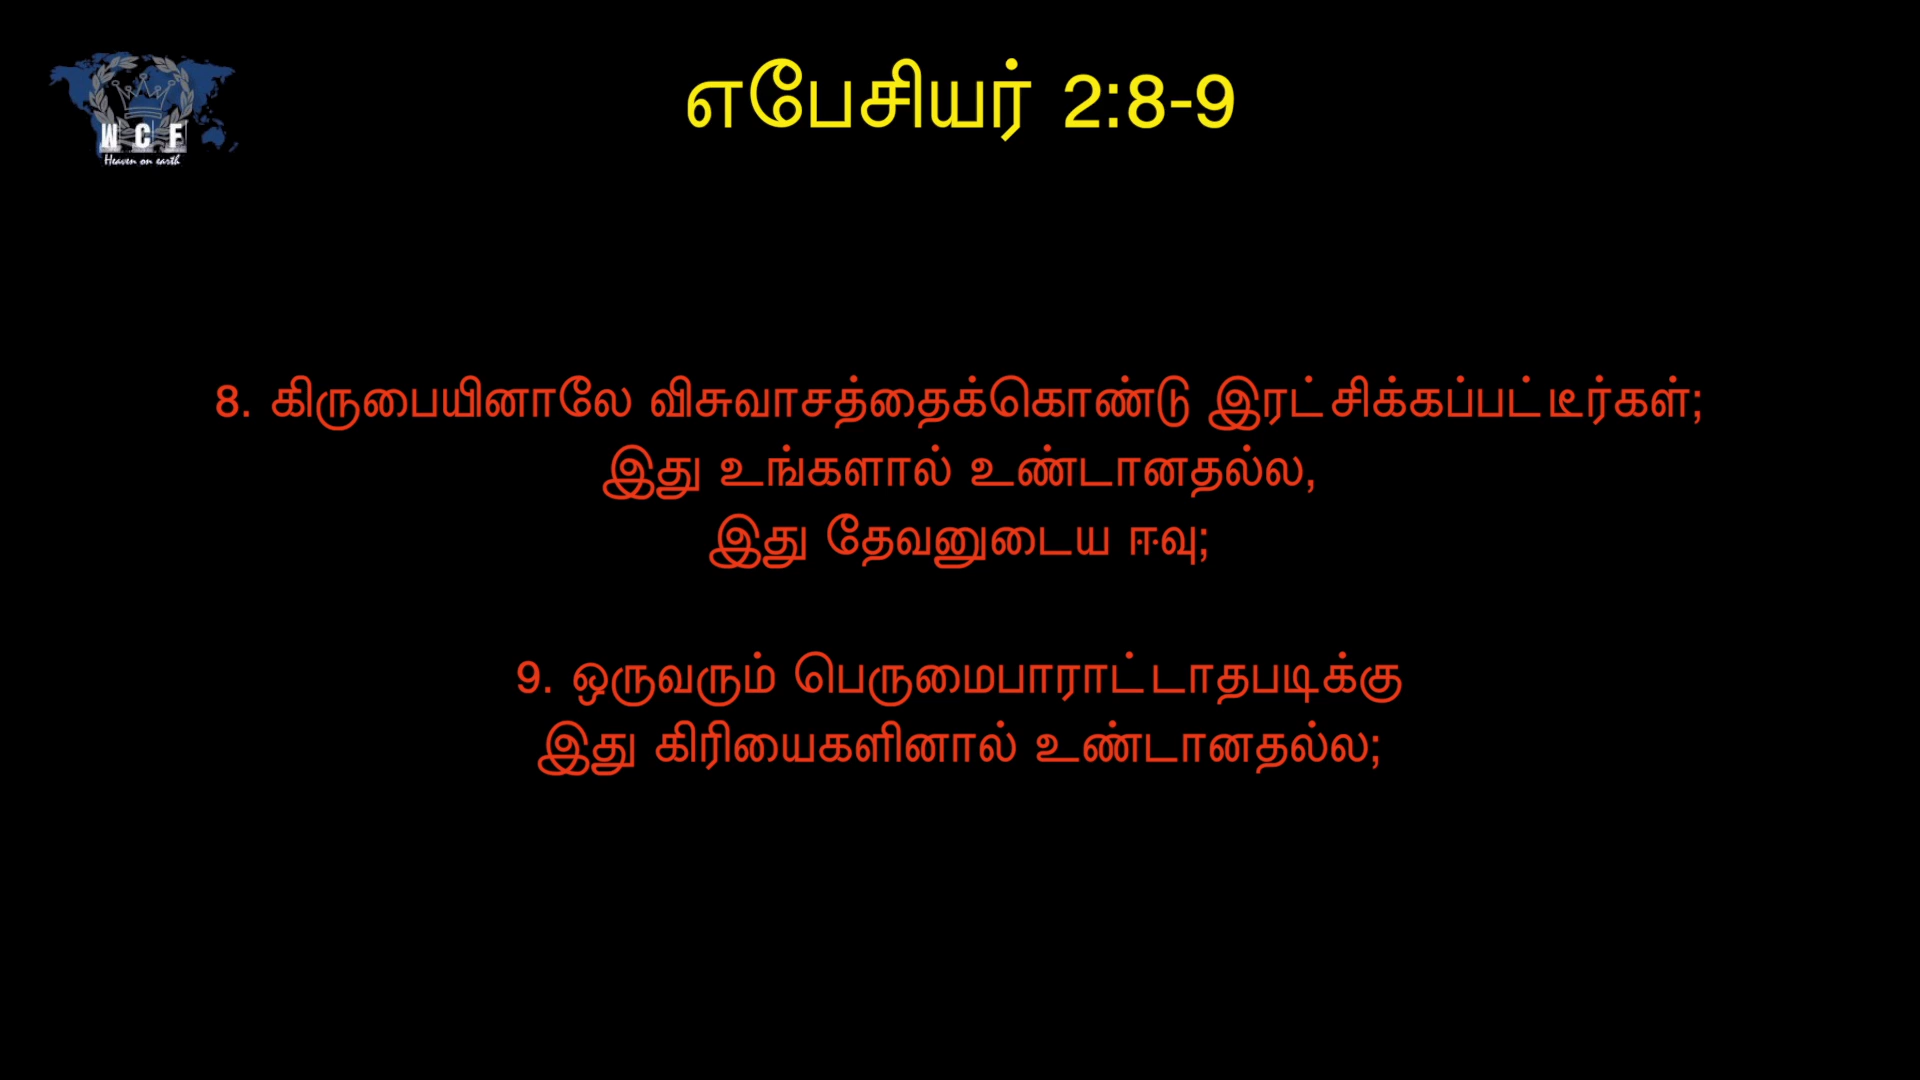 W C F
Heaven on earth
எபேசியர் 2:8-9
8. கிருபையினாலே விசுவாசத்தைக்கொண்டு இரட்சிக்கப்பட்டீர்கள்;
இது உங்களால் உண்டானதல்ல,
இது தேவனுடைய ஈவு;
9. ஒருவரும் பெருமைபாராட்டாதபடிக்கு
இது கிரியைகளினால் உண்டானதல்ல;